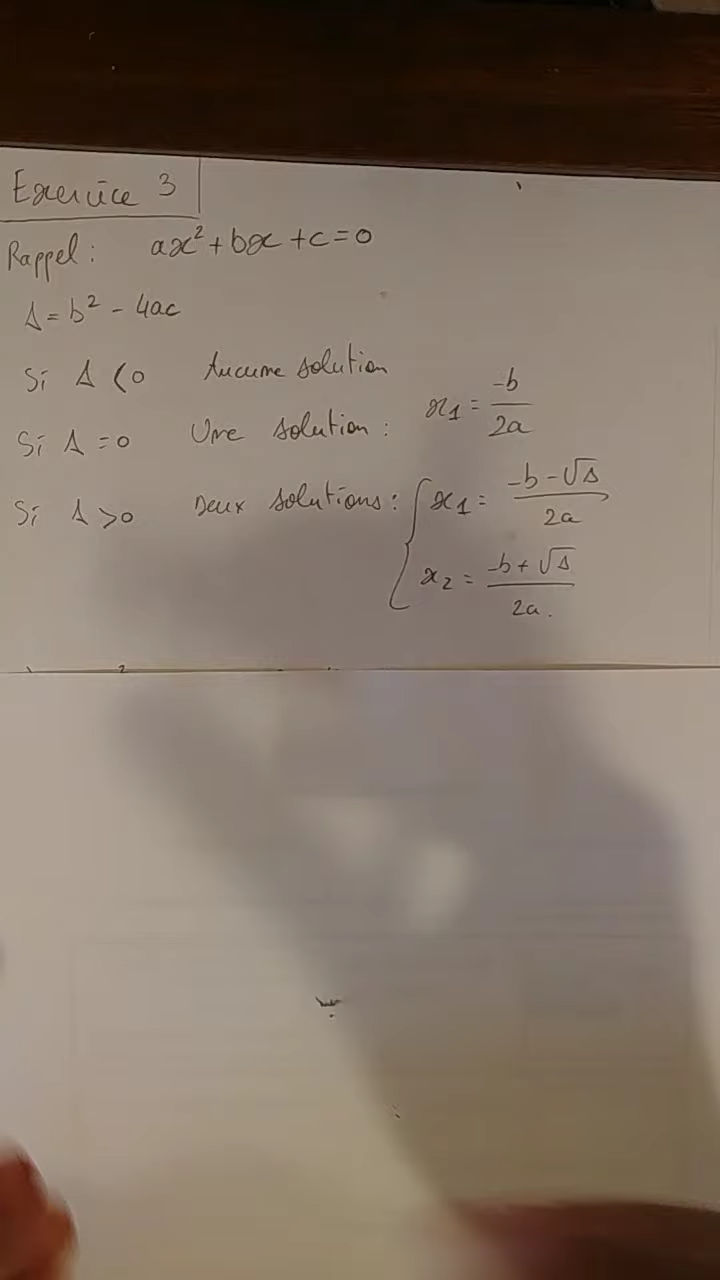 Exercice 3
Rappel : ax² + bx + c = 0
Δ = b² - 4ac
Si Δ < 0 Aucune solution
Si Δ = 0 Une solution : x₁ = -b / 2a
Si Δ > 0 Deux solutions : { x₁ = (-b - √Δ) / 2a
x₂ = (-b + √Δ) / 2a.